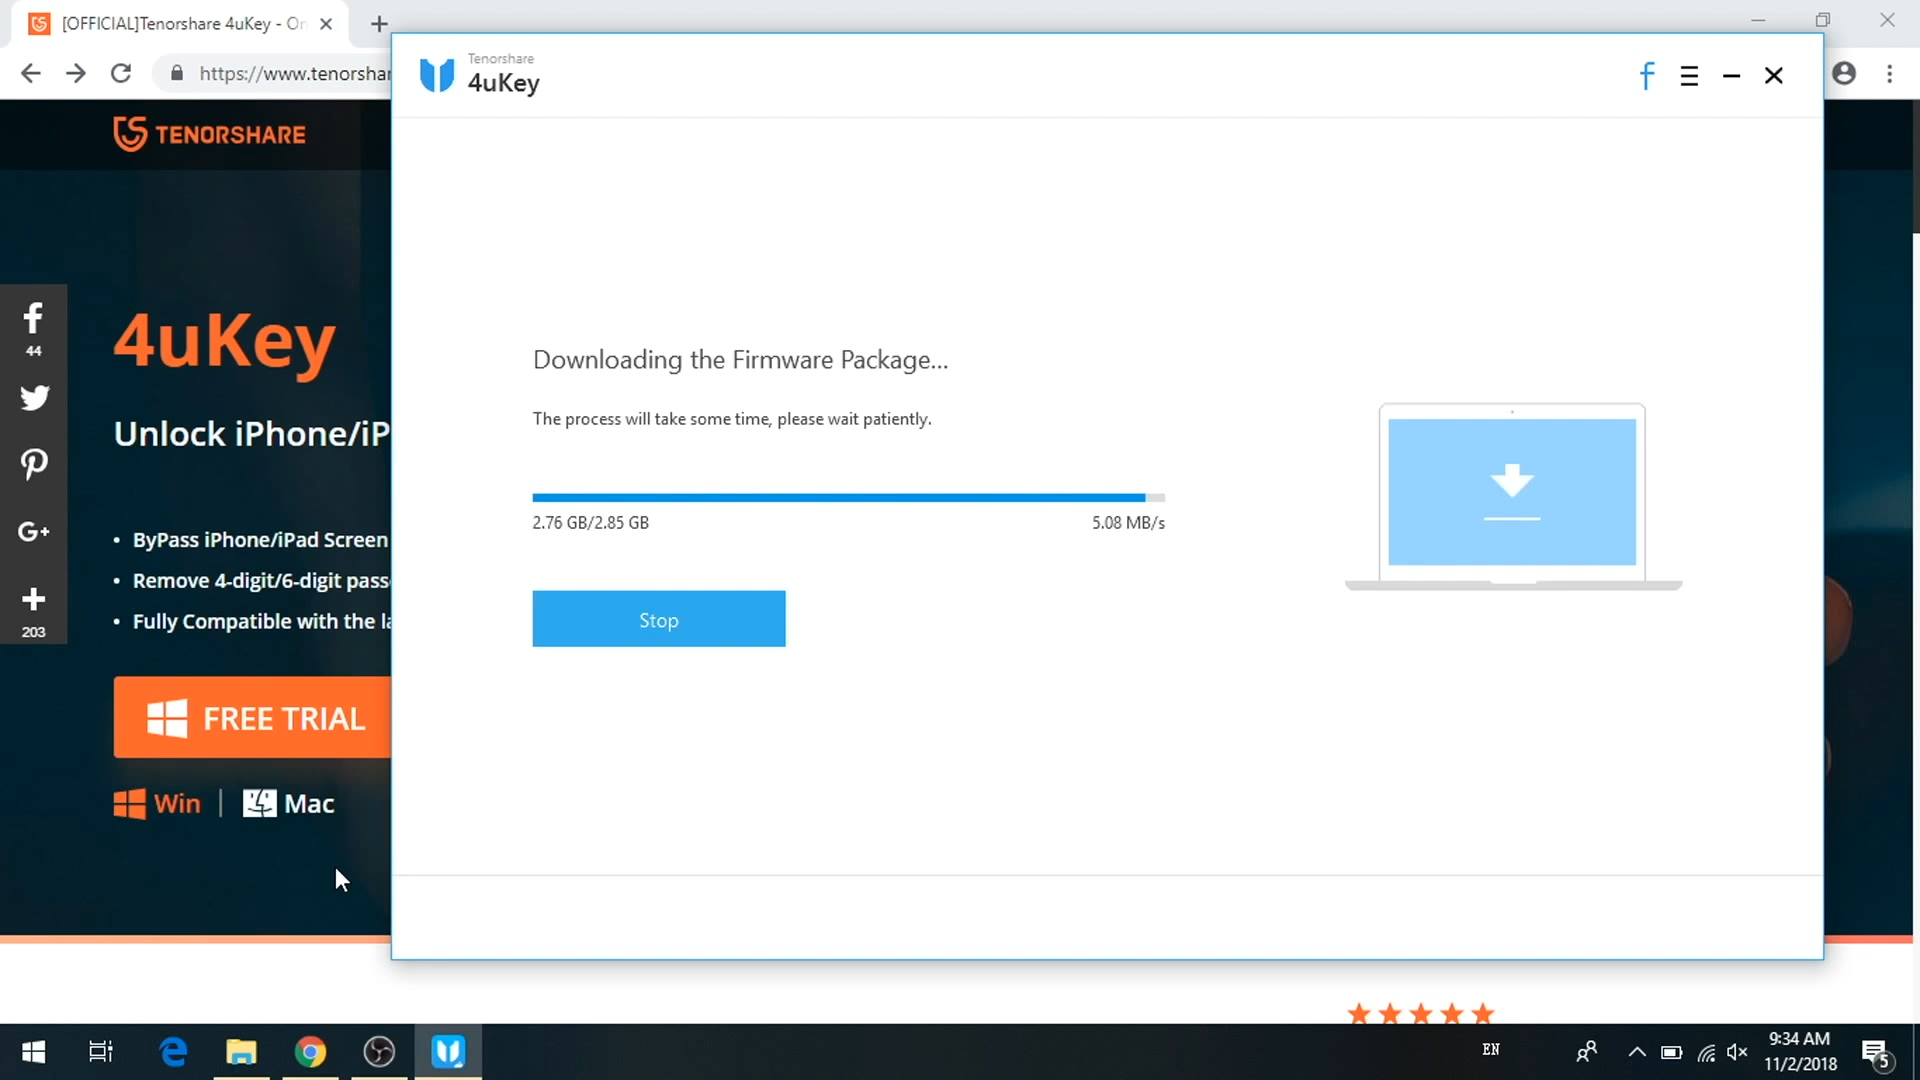 [OFFICIAL]Tenorshare 4uKey - On
https://www.tenorshar
Tenorshare
4uKey
TENORSHARE
4uKey
Unlock iPhone/iP
ByPass iPhone/iPad Screen
Remove 4-digit/6-digit pass
Fully Compatible with the la
44
G+
203
FREE TRIAL
Win | Mac
Downloading the Firmware Package...
The process will take some time, please wait patiently.
2.76 GB/2.85 GB
5.08 MB/s
Stop
EN
9:34 AM
11/2/2018
5